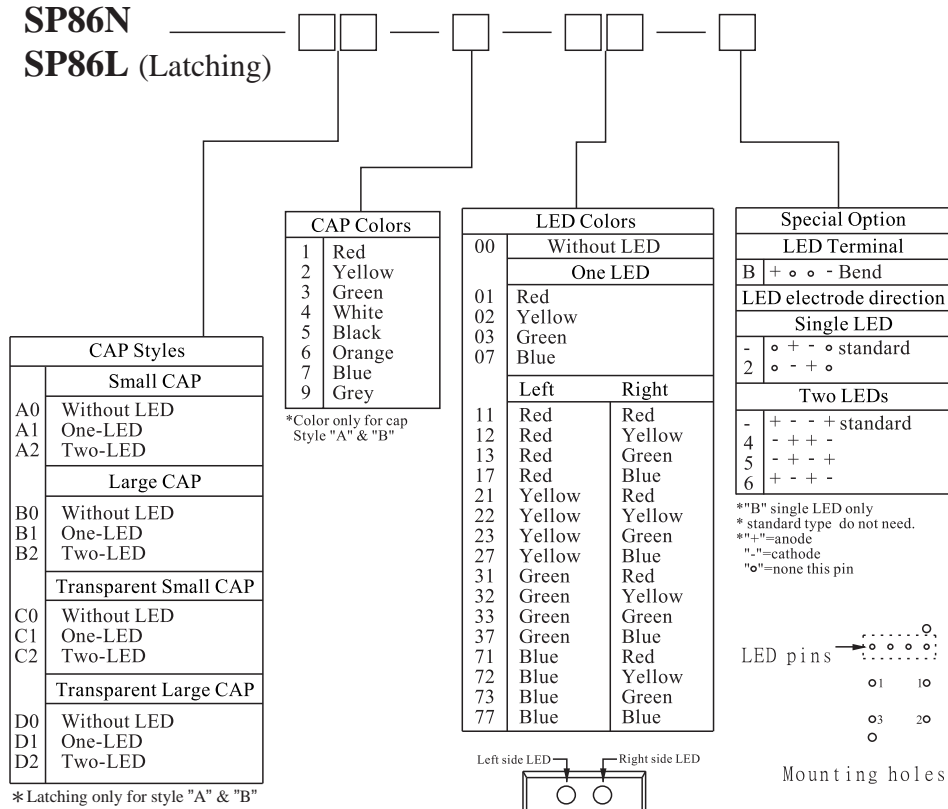 SP86N
SP86L (Latching)
CAP Styles
Small CAP
A0 Without LED
A1 One-LED
A2 Two-LED
Large CAP
B0 Without LED
B1 One-LED
B2 Two-LED
Transparent Small CAP
C0 Without LED
C1 One-LED
C2 Two-LED
Transparent Large CAP
D0 Without LED
D1 One-LED
D2 Two-LED
*Latching only for style "A" & "B"
CAP Colors
1 Red
2 Yellow
3 Green
4 White
5 Black
6 Orange
7 Blue
9 Grey
*Color only for cap
Style "A" & "B"
LED Colors
00 Without LED
One LED
01 Red
02 Yellow
03 Green
07 Blue
Left Right
11 Red Red
12 Red Yellow
13 Red Green
17 Red Blue
21 Yellow Red
22 Yellow Yellow
23 Yellow Green
27 Yellow Blue
31 Green Red
32 Green Yellow
33 Green Green
37 Green Blue
71 Blue Red
72 Blue Yellow
73 Blue Green
77 Blue Blue
Left side LED Right side LED
Special Option
LED Terminal
B + o o - Bend
LED electrode direction
Single LED
- o + - o standard
2 o - + o
Two LEDs
- + - - + standard
4 - + + -
5 - + - +
6 + - + -
*"B" single LED only
* standard type do not need.
*"+"=anode
"-"=cathode
"o"=none this pin
LED pins
1 1
3 2
Mounting holes